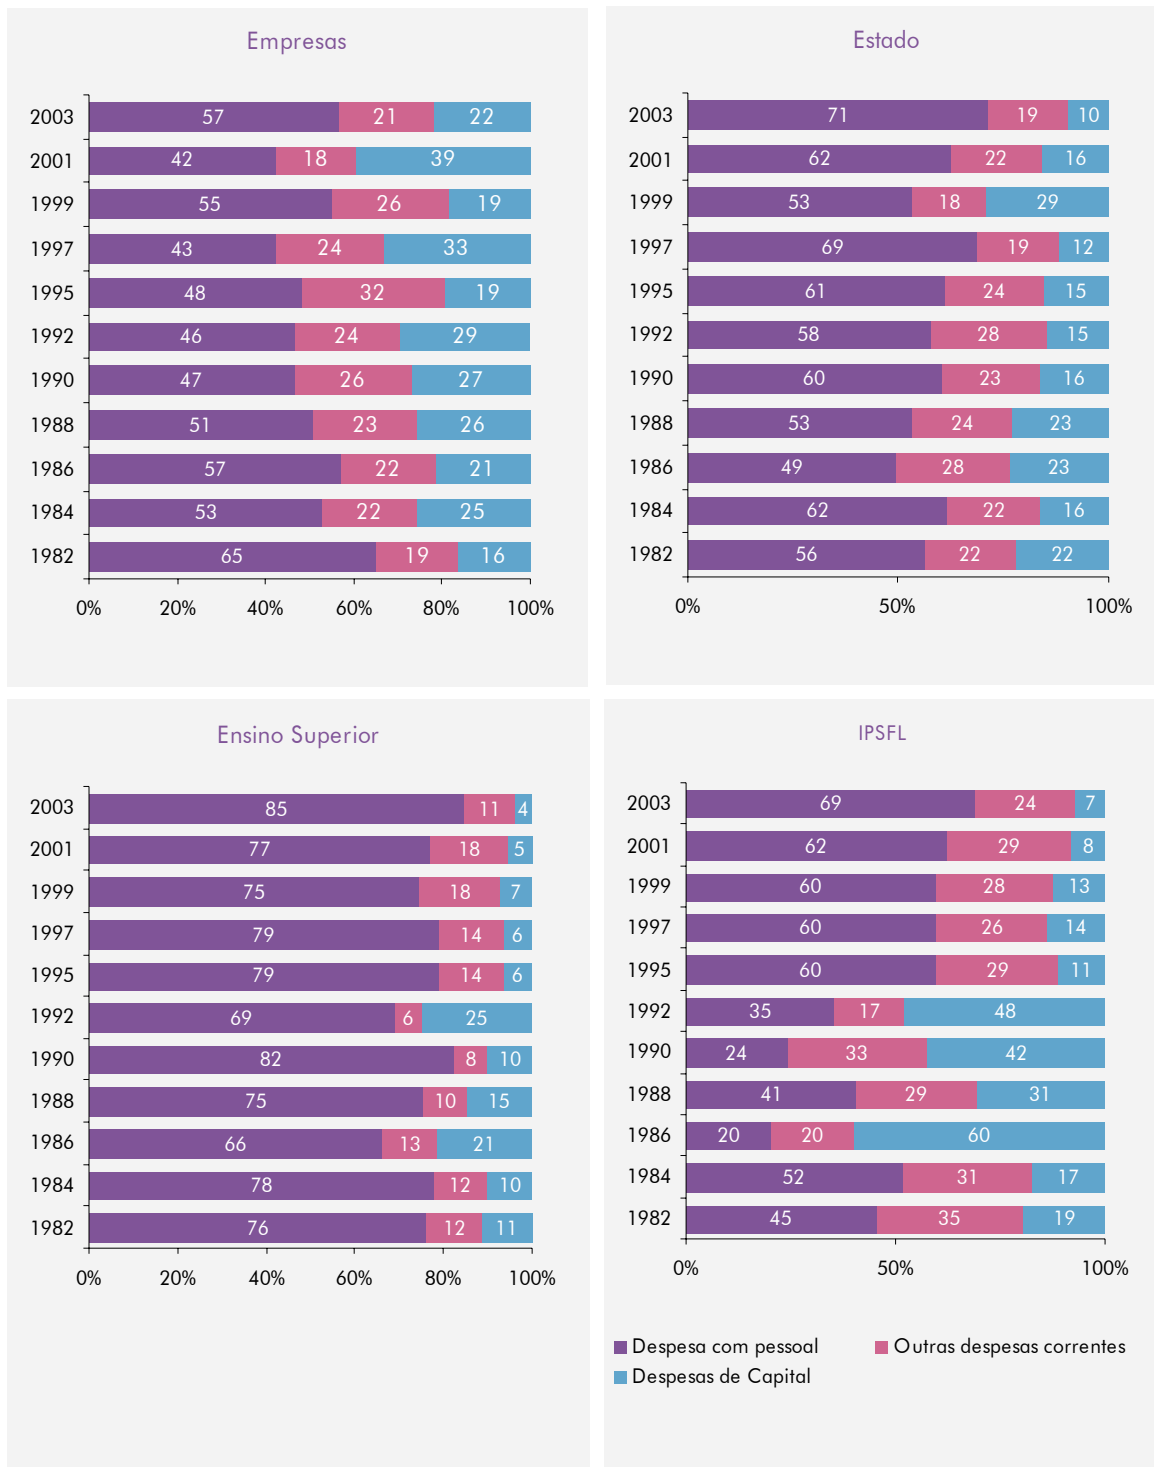 Empresas
2003 57 21 22
2001 42 18 39
1999 55 26 19
1997 43 24 33
1995 48 32 19
1992 46 24 29
1990 47 26 27
1988 51 23 26
1986 57 22 21
1984 53 22 25
1982 65 19 16
0% 20% 40% 60% 80% 100%
Estado
2003 71 19 10
2001 62 22 16
1999 53 18 29
1997 69 19 12
1995 61 24 15
1992 58 28 15
1990 60 23 16
1988 53 24 23
1986 49 28 23
1984 62 22 16
1982 56 22 22
0% 50% 100%
Ensino Superior
2003 85 11 4
2001 77 18 5
1999 75 18 7
1997 79 14 6
1995 79 14 6
1992 69 6 25
1990 82 8 10
1988 75 10 15
1986 66 13 21
1984 78 12 10
1982 76 12 11
0% 20% 40% 60% 80% 100%
IPSFL
2003 69 24 7
2001 62 29 8
1999 60 28 13
1997 60 26 14
1995 60 29 11
1992 35 17 48
1990 24 33 42
1988 41 29 31
1986 20 20 60
1984 52 31 17
1982 45 35 19
0% 50% 100%
Despesa com pessoal Outras despesas correntes
Despesas de Capital